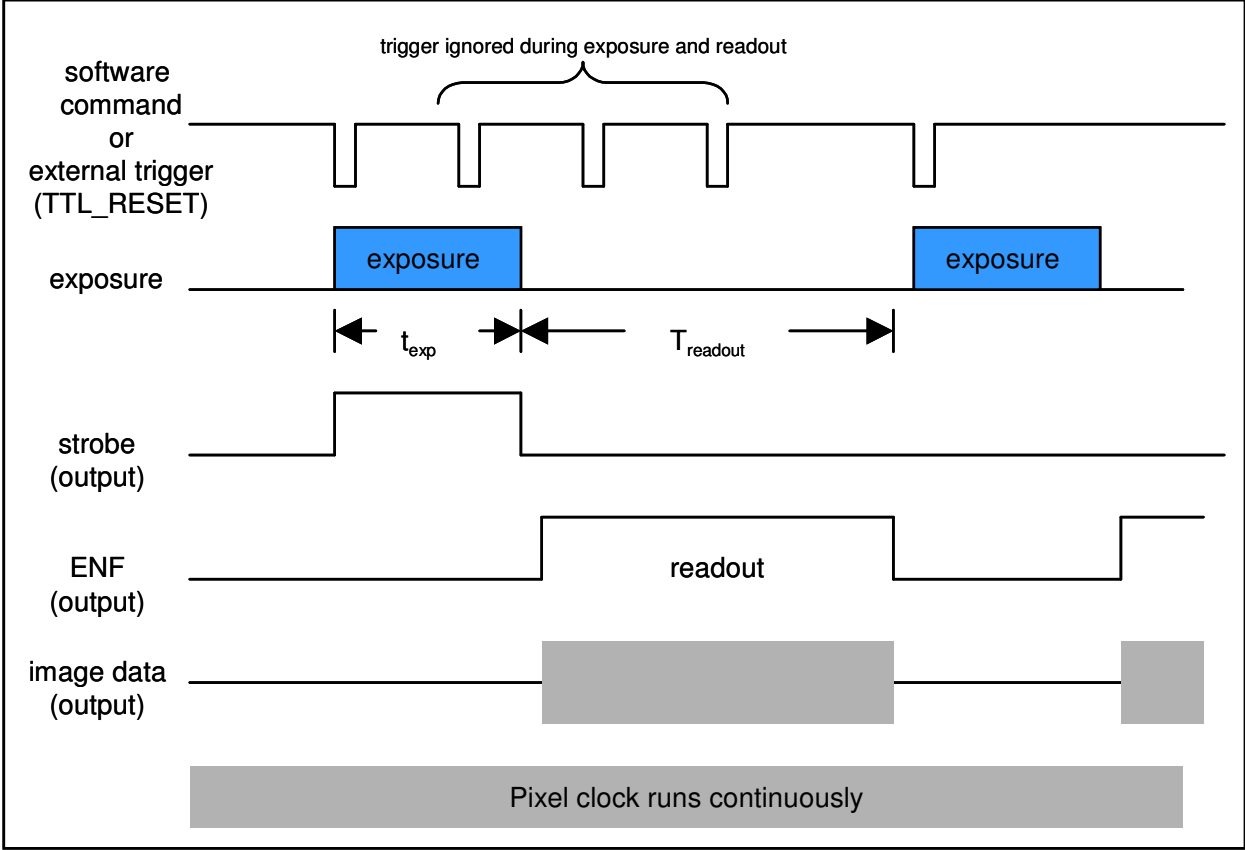 trigger ignored during exposure and readout
software
command
or
external trigger
(TTL_RESET)
exposure
exposure
exposure
texp
Treadout
strobe
(output)
ENF
(output)
readout
image data
(output)
Pixel clock runs continuously